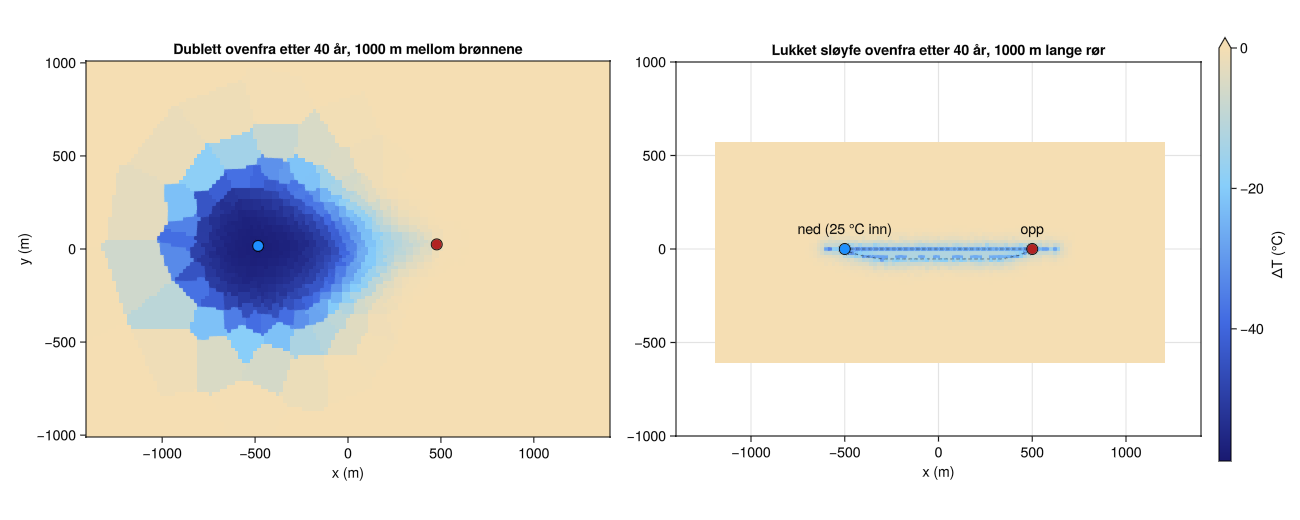 Dublett ovenfra etter 40 år, 1000 m mellom brønnene
1000
500
0
−500
−1000
y (m)
−1000
−500
0
500
1000
x (m)
Lukket sløyfe ovenfra etter 40 år, 1000 m lange rør
1000
500
0
−500
−1000
ned (25 °C inn)
opp
−1000
−500
0
500
1000
x (m)
0
−20
−40
ΔT (°C)